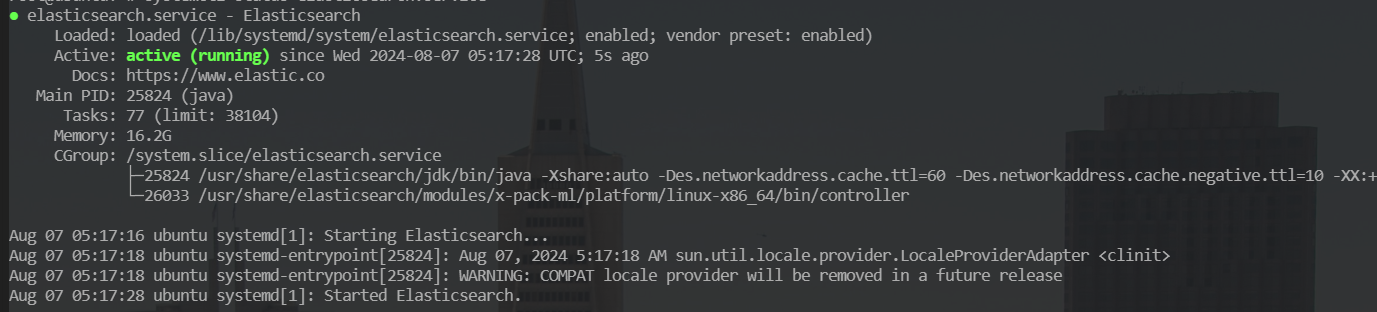 ● elasticsearch.service - Elasticsearch
Loaded: loaded (/lib/systemd/system/elasticsearch.service; enabled; vendor preset: enabled)
Active: active (running) since Wed 2024-08-07 05:17:28 UTC; 5s ago
Docs: https://www.elastic.co
Main PID: 25824 (java)
Tasks: 77 (limit: 38104)
Memory: 16.2G
CGroup: /system.slice/elasticsearch.service
├─25824 /usr/share/elasticsearch/jdk/bin/java -Xshare:auto -Des.networkaddress.cache.ttl=60 -Des.networkaddress.cache.negative.ttl=10 -XX:+
└─26033 /usr/share/elasticsearch/modules/x-pack-ml/platform/linux-x86_64/bin/controller
Aug 07 05:17:16 ubuntu systemd[1]: Starting Elasticsearch...
Aug 07 05:17:18 ubuntu systemd-entrypoint[25824]: Aug 07, 2024 5:17:18 AM sun.util.locale.provider.LocaleProviderAdapter <clinit>
Aug 07 05:17:18 ubuntu systemd-entrypoint[25824]: WARNING: COMPAT locale provider will be removed in a future release
Aug 07 05:17:28 ubuntu systemd[1]: Started Elasticsearch.